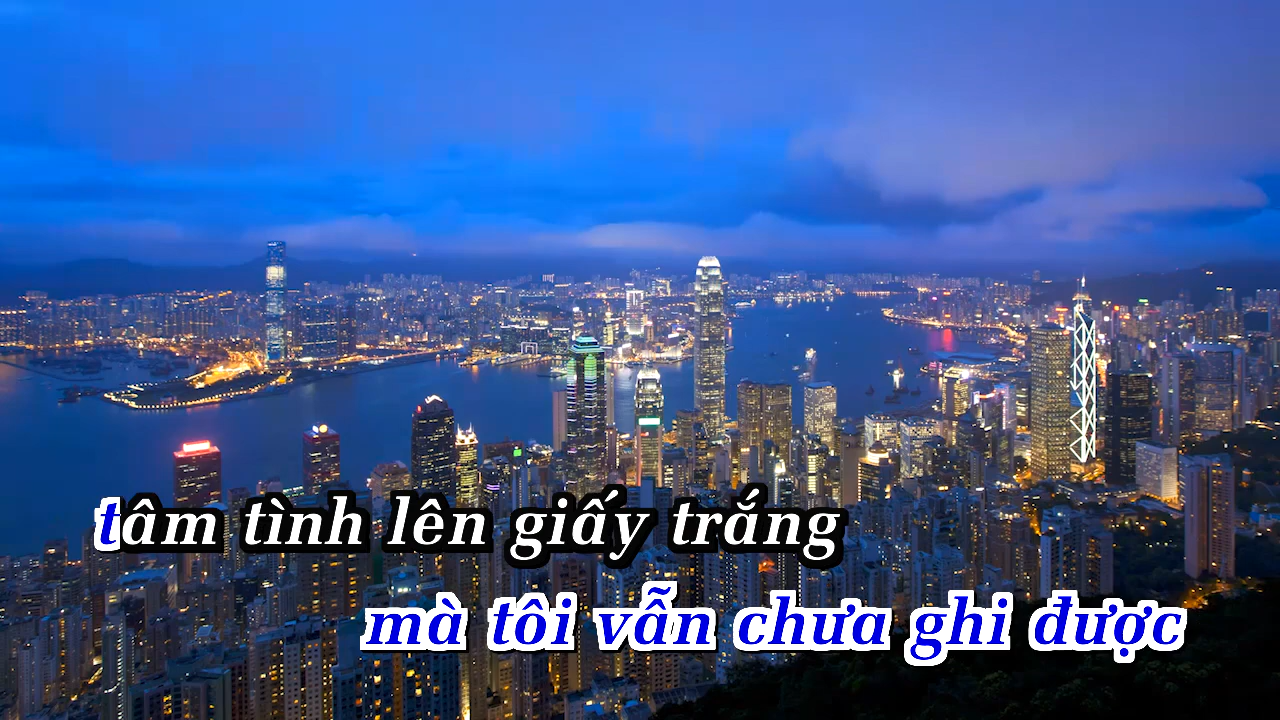 tâm tình lên giấy trắng
mà tôi vẫn chưa ghi được